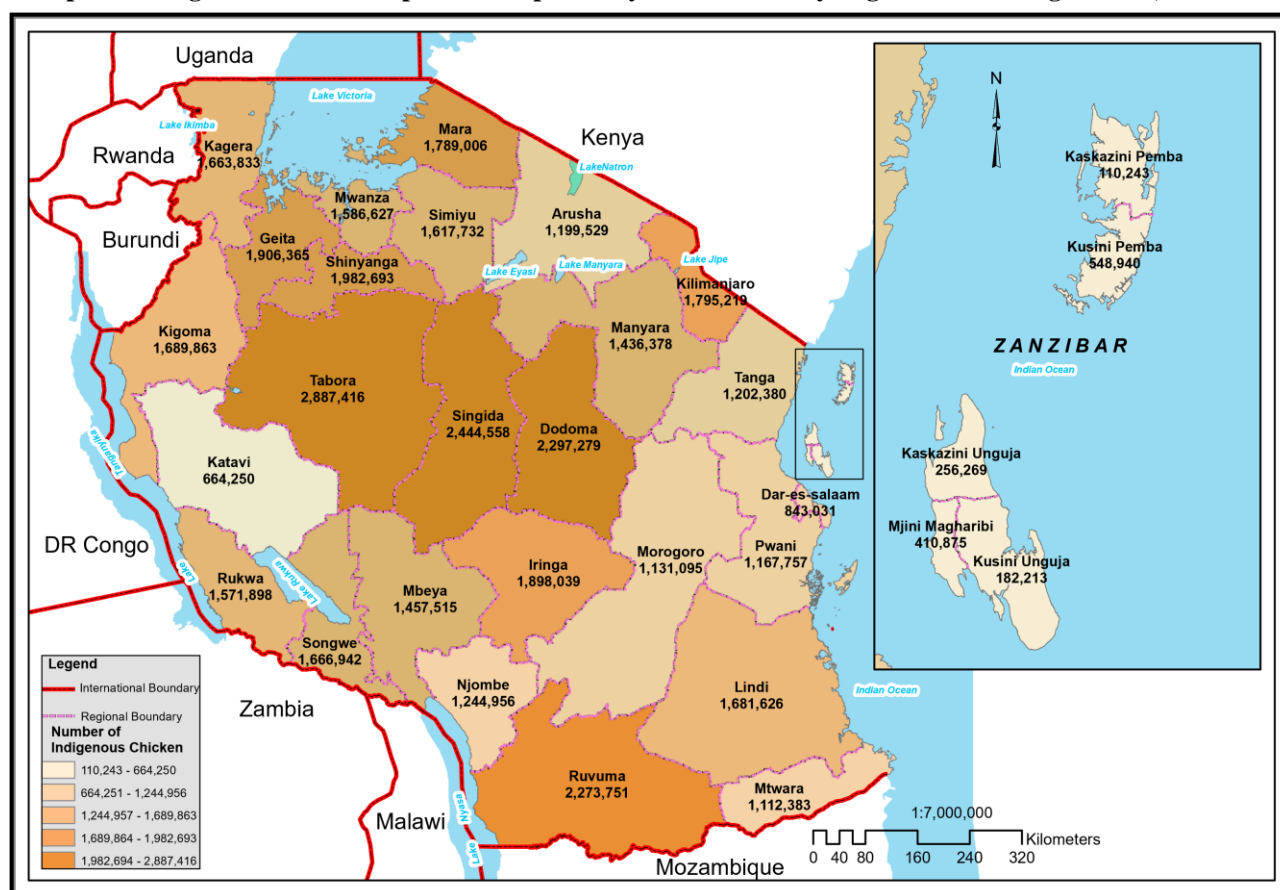 Uganda
Lake Victoria
Lake Ikimba
Kagera
1,663,833
Rwanda
Burundi
Mara
1,789,006
Kenya
LakeNatron
Mwanza
1,586,627
Simiyu
1,617,732
Arusha
1,199,529
Geita
1,906,365
Shinyanga
1,982,693
Lake Eyasi
Lake Manyara
Lake Jipe
Kilimanjaro
1,795,219
Kigoma
1,689,863
Manyara
1,436,378
Tabora
2,887,416
Singida
2,444,558
Dodoma
2,297,279
Tanga
1,202,380
Katavi
664,250
Tanganyika
Lake
DR Congo
Dar-es-salaam
843,031
Morogoro
1,131,095
Pwani
1,167,757
Iringa
1,898,039
Rukwa
1,571,898
Lake Rukwa
Mbeya
1,457,515
Songwe
1,666,942
Njombe
1,244,956
Lindi
1,681,626
Indian Ocean
Zambia
Ruvuma
2,273,751
Mtwara
1,112,383
Malawi
Nyasa
Lake
Mozambique
N
Kaskazini Pemba
110,243
Kusini Pemba
548,940
ZANZIBAR
Indian Ocean
Kaskazini Unguja
256,269
Mjini Magharibi
410,875
Kusini Unguja
182,213
Legend
International Boundary
Regional Boundary
Number of
Indigenous Chicken
110,243 - 664,250
664,251 - 1,244,956
1,244,957 - 1,689,863
1,689,864 - 1,982,693
1,982,694 - 2,887,416
1:7,000,000
Kilometers
0 40 80 160 240 320